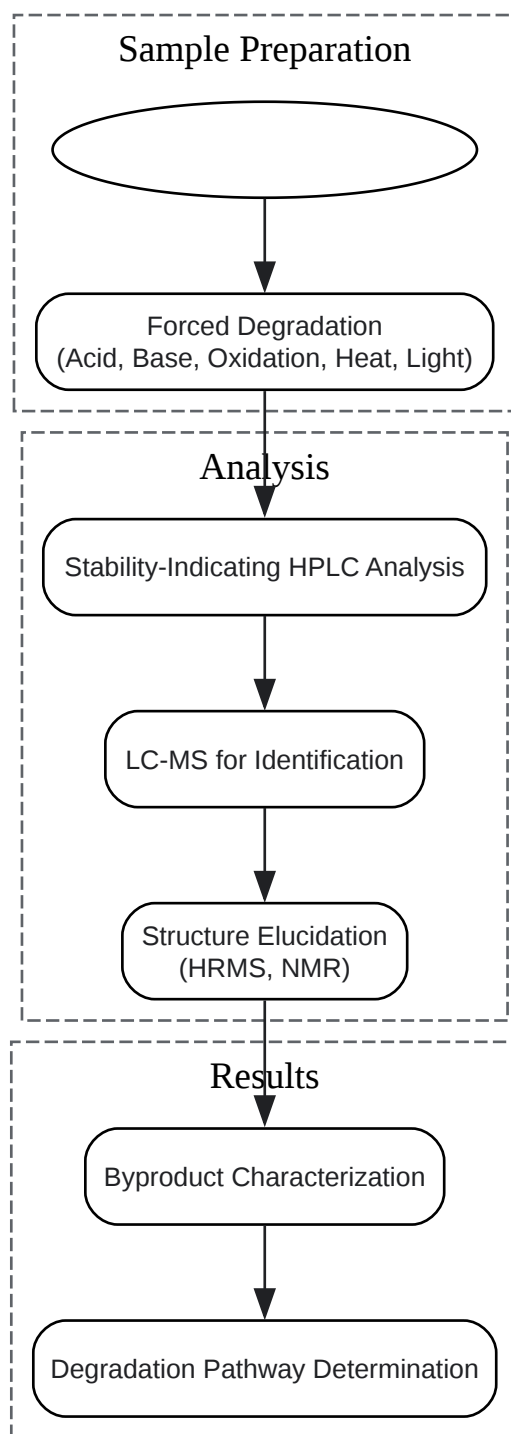 Sample Preparation
Forced Degradation
(Acid, Base, Oxidation, Heat, Light)
Analysis
Stability-Indicating HPLC Analysis
LC-MS for Identification
Structure Elucidation
(HRMS, NMR)
Results
Byproduct Characterization
Degradation Pathway Determination